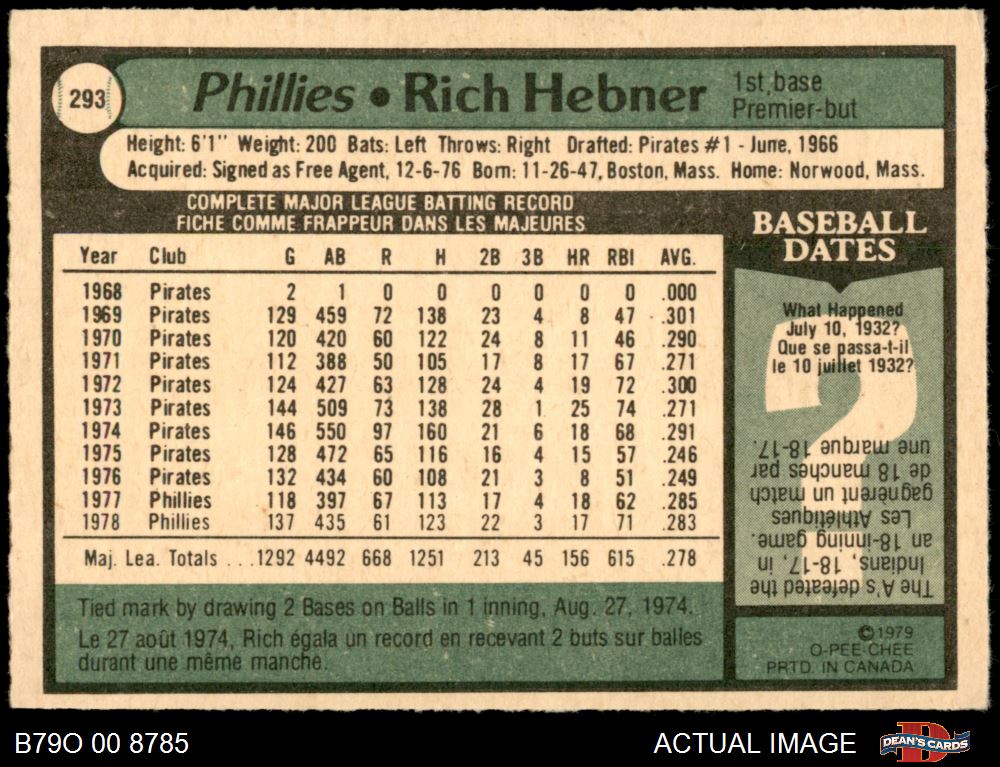 293
Phillies • Rich Hebner
1st base
Premier-but
Height: 6'1" Weight: 200 Bats: Left Throws: Right Drafted: Pirates #1 - June, 1966
Acquired: Signed as Free Agent, 12-6-76 Born: 11-26-47, Boston, Mass. Home: Norwood, Mass.
COMPLETE MAJOR LEAGUE BATTING RECORD
FICHE COMME FRAPPEUR DANS LES MAJEURES
Year Club G AB R H 2B 3B HR RBI AVG.
1968 Pirates 2 1 0 0 0 0 0 0 .000
1969 Pirates 129 459 72 138 23 4 8 47 .301
1970 Pirates 120 420 60 122 24 8 11 46 .290
1971 Pirates 112 388 50 105 17 8 17 67 .271
1972 Pirates 124 427 63 128 24 4 19 72 .300
1973 Pirates 144 509 73 138 28 1 25 74 .271
1974 Pirates 146 550 97 160 21 6 18 68 .291
1975 Pirates 128 472 65 116 16 4 15 57 .246
1976 Pirates 132 434 60 108 21 3 8 51 .249
1977 Phillies 118 397 67 113 17 4 18 62 .285
1978 Phillies 137 435 61 123 22 3 17 71 .283
Maj. Lea. Totals ...1292 4492 668 1251 213 45 156 615 .278
Tied mark by drawing 2 Bases on Balls in 1 inning, Aug. 27, 1974.
Le 27 août 1974, Rich égala un record en recevant 2 buts sur balles
durant une même manche.
BASEBALL
DATES
What Happened
July 10, 1932?
Que se passa-t-il
le 10 juillet 1932?
The A's defeated the
Indians, 18-17, in
an 18-inning game.
Les Athlétiques
gagnèrent un match
de 18 manches par
une marque 18-17.
©1979
O-PEE-CHEE
PRTD. IN CANADA
B79O 00 8785
ACTUAL IMAGE
DEAN'S CARDS